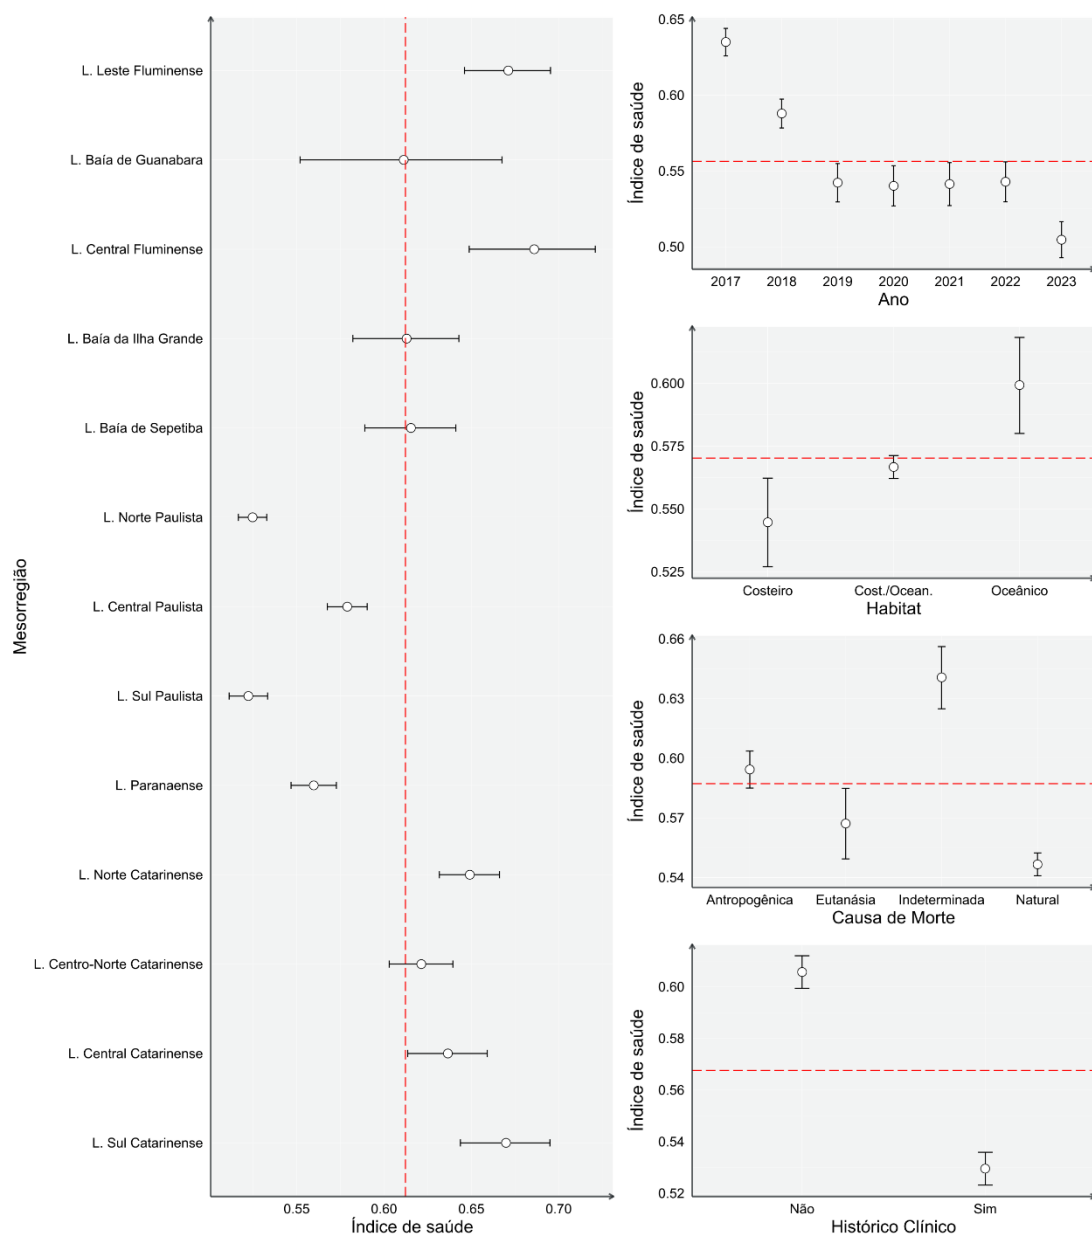 Mesorregião
L. Leste Fluminense
L. Baía de Guanabara
L. Central Fluminense
L. Baía da Ilha Grande
L. Baía de Sepetiba
L. Norte Paulista
L. Central Paulista
L. Sul Paulista
L. Paranaense
L. Norte Catarinense
L. Centro-Norte Catarinense
L. Central Catarinense
L. Sul Catarinense
0.55 0.60 0.65 0.70
Índice de saúde
Índice de saúde
0.65
0.60
0.55
0.50
2017 2018 2019 2020 2021 2022 2023
Ano
Índice de saúde
0.600
0.575
0.550
0.525
Costeiro Cost./Ocean. Oceânico
Habitat
Índice de saúde
0.66
0.63
0.60
0.57
0.54
Antropogênica Eutanásia Indeterminada Natural
Causa de Morte
Índice de saúde
0.60
0.58
0.56
0.54
0.52
Não Sim
Histórico Clínico